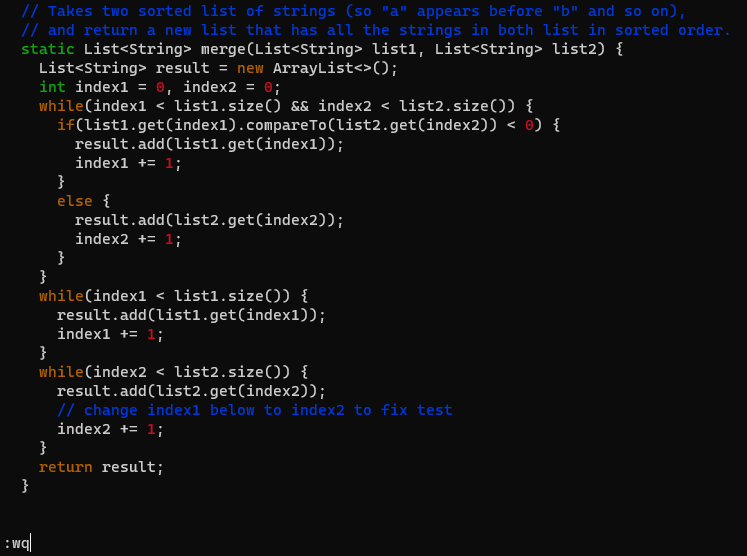 // Takes two sorted list of strings (so "a" appears before "b" and so on),
// and return a new list that has all the strings in both list in sorted order.
static List<String> merge(List<String> list1, List<String> list2) {
  List<String> result = new ArrayList<>();
  int index1 = 0, index2 = 0;
  while(index1 < list1.size() && index2 < list2.size()) {
    if(list1.get(index1).compareTo(list2.get(index2)) < 0) {
      result.add(list1.get(index1));
      index1 += 1;
    }
    else {
      result.add(list2.get(index2));
      index2 += 1;
    }
  }
  while(index1 < list1.size()) {
    result.add(list1.get(index1));
    index1 += 1;
  }
  while(index2 < list2.size()) {
    result.add(list2.get(index2));
    // change index1 below to index2 to fix test
    index2 += 1;
  }
  return result;
}
:wq